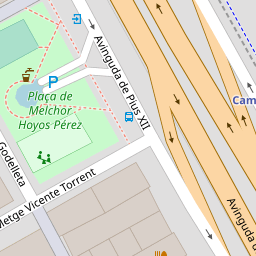 Avinguda de Pius XII
P
Plaça de
Melchor
Hoyos Pérez
Cam
Godelleta
Metge Vicente Torrent
Avinguda d